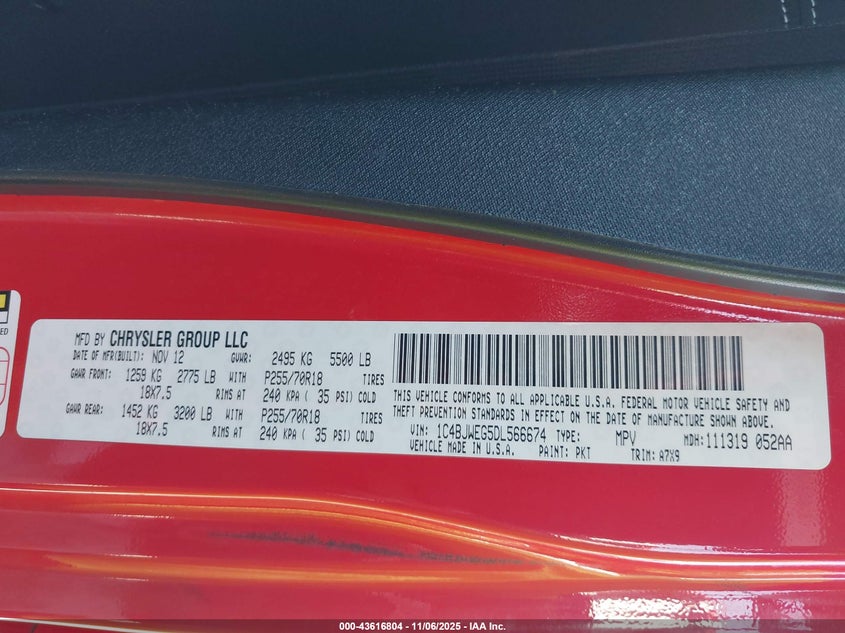 ED
MFD BY CHRYSLER GROUP LLC
DATE OF MFR(BUILT): NOV 12 GVWR: 2495 KG 5500 LB
GAWR FRONT: 1259 KG 2775 LB WITH P255/70R18 TIRES
18X7.5 RIMS AT 240 KPA ( 35 PSI) COLD
GAWR REAR: 1452 KG 3200 LB WITH P255/70R18 TIRES
18X7.5 RIMS AT 240 KPA ( 35 PSI) COLD
THIS VEHICLE CONFORMS TO ALL APPLICABLE U.S.A. FEDERAL MOTOR VEHICLE SAFETY AND
THEFT PREVENTION STANDARDS IN EFFECT ON THE DATE OF MANUFACTURE SHOWN ABOVE.
VIN: 1C4BJWEG5DL566674 TYPE: MPV MDH:111319 052AA
VEHICLE MADE IN U.S.A. PAINT: PKT TRIM: A7X9
000-43616804 - 11/06/2025 - IAA Inc.